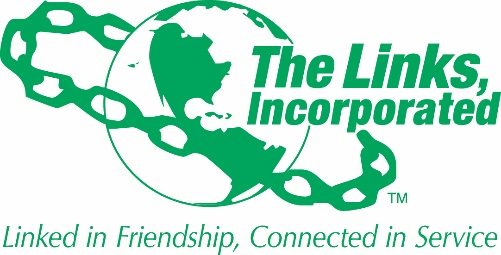 The Links,
Incorporated
TM
Linked in Friendship, Connected in Service